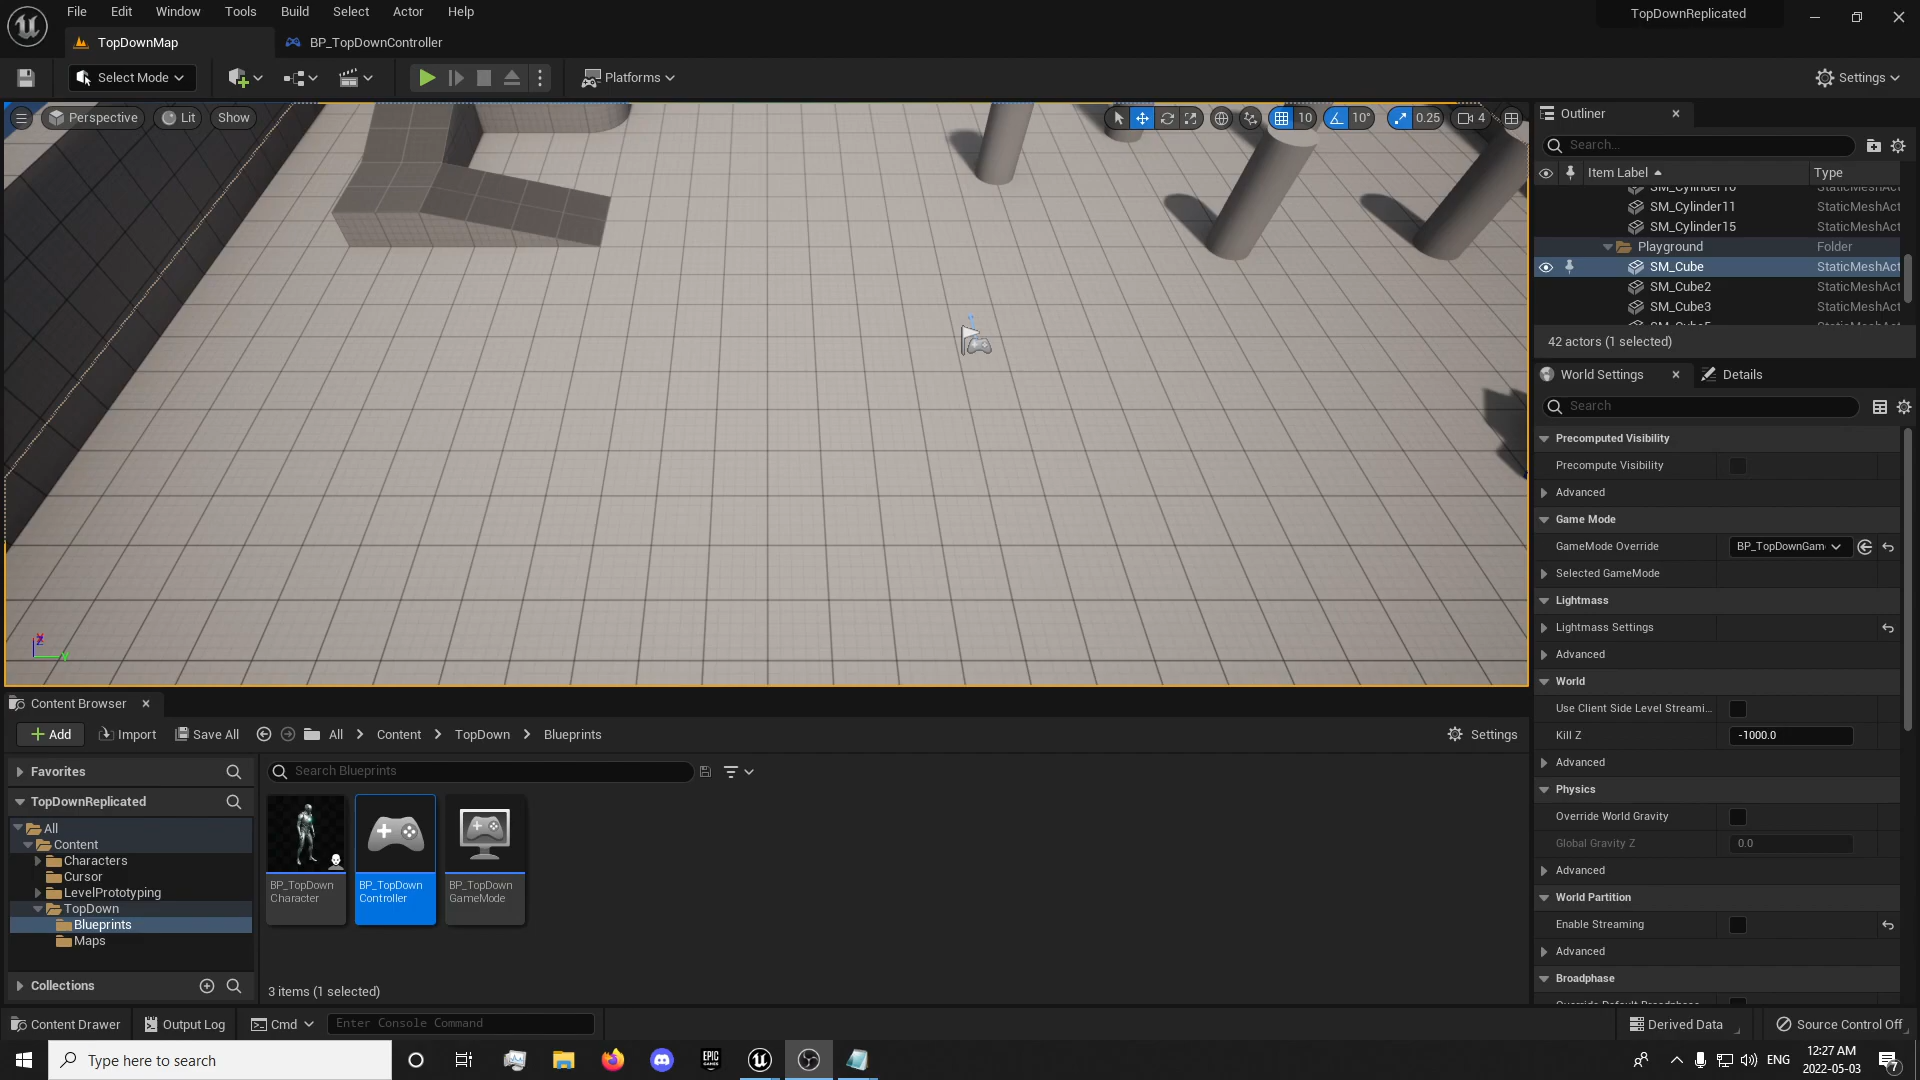 File Edit Window Tools Build Select Actor Help
TopDownReplicated
TopDownMap
BP_TopDownController
Select Mode
Platforms
Settings
Perspective
Lit
Show
10
10°
0.25
4
Outliner
Search...
Item Label
Type
SM_Cylinder11
StaticMeshAct
SM_Cylinder15
StaticMeshAct
Playground
Folder
SM_Cube
StaticMeshAct
SM_Cube2
StaticMeshAct
SM_Cube3
StaticMeshAct
42 actors (1 selected)
World Settings
Details
Search
Precomputed Visibility
Precompute Visibility
Advanced
Game Mode
GameMode Override
BP_TopDownGam
Selected GameMode
Lightmass
Lightmass Settings
Advanced
World
Use Client Side Level Streami...
Kill Z
-1000.0
Advanced
Physics
Override World Gravity
Global Gravity Z
0.0
Advanced
World Partition
Enable Streaming
Advanced
Broadphase
Z
Y
Content Browser
Add
Import
Save All
All
Content
TopDown
Blueprints
Settings
Favorites
TopDownReplicated
All
Content
Characters
Cursor
LevelPrototyping
TopDown
Blueprints
Maps
Collections
Search Blueprints
BP_TopDown
Character
BP_TopDown
Controller
BP_TopDown
GameMode
3 items (1 selected)
Content Drawer
Output Log
Cmd
Enter Console Command
Derived Data
Source Control Off
Type here to search
EPIC
GAMES
ENG
12:27 AM
2022-05-03
7